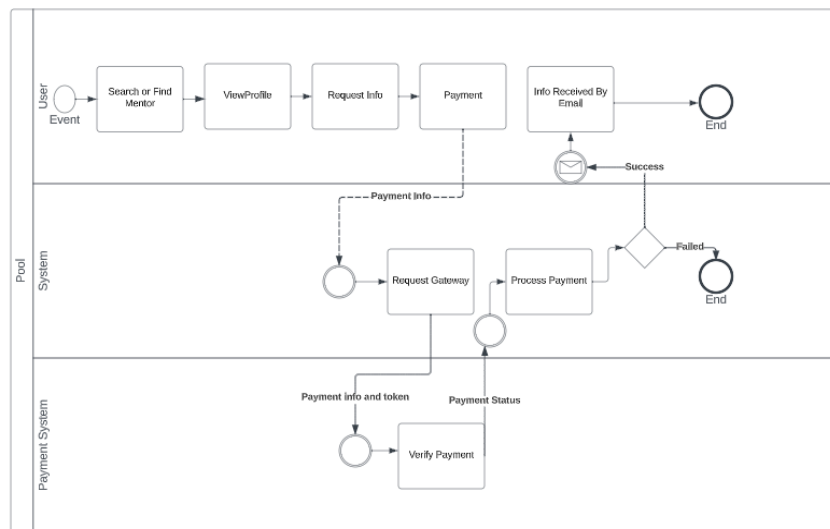 Pool
User
Event
Search or Find
Mentor
ViewProfile
Request Info
Payment
Info Received By
Email
End
Success
Payment Info
System
Request Gateway
Process Payment
Failed
End
Payment info and token
Payment Status
Payment System
Verify Payment